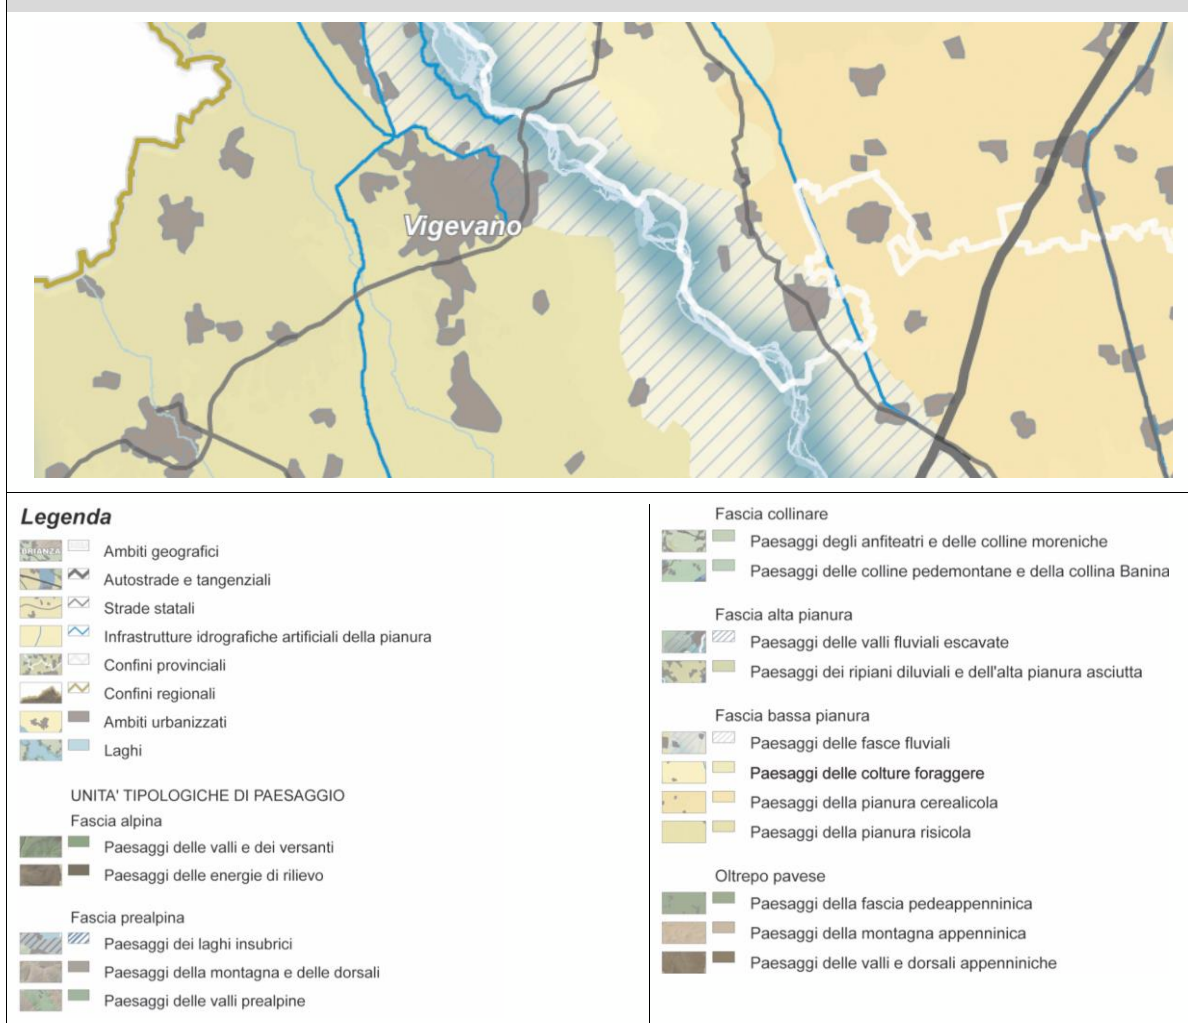 Vigevano
Legenda
BRIANZA
Ambiti geografici
Autostrade e tangenziali
Strade statali
Infrastrutture idrografiche artificiali della pianura
Confini provinciali
Confini regionali
Ambiti urbanizzati
Laghi
UNITA' TIPOLOGICHE DI PAESAGGIO
Fascia alpina
Paesaggi delle valli e dei versanti
Paesaggi delle energie di rilievo
Fascia prealpina
Paesaggi dei laghi insubrici
Paesaggi della montagna e delle dorsali
Paesaggi delle valli prealpine
Fascia collinare
Paesaggi degli anfiteatri e delle colline moreniche
Paesaggi delle colline pedemontane e della collina Banina
Fascia alta pianura
Paesaggi delle valli fluviali escavate
Paesaggi dei ripiani diluviali e dell'alta pianura asciutta
Fascia bassa pianura
Paesaggi delle fasce fluviali
Paesaggi delle colture foraggere
Paesaggi della pianura cerealicola
Paesaggi della pianura risicola
Oltrepo pavese
Paesaggi della fascia pedeappenninica
Paesaggi della montagna appenninica
Paesaggi delle valli e dorsali appenniniche